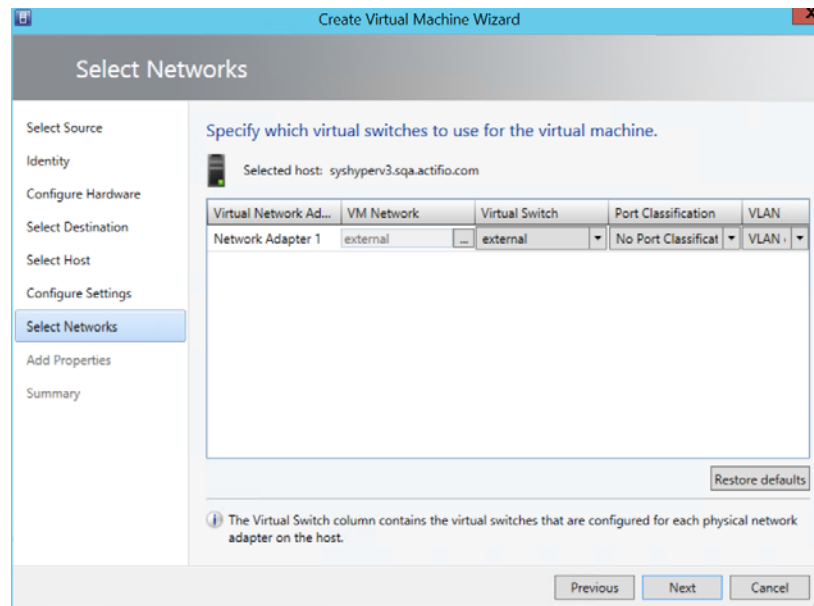 Create Virtual Machine Wizard
Select Networks
Select Source
Identity
Configure Hardware
Select Destination
Select Host
Configure Settings
Select Networks
Add Properties
Summary
Specify which virtual switches to use for the virtual machine.
Selected host: syshyperv3.sqa.actifio.com
Virtual Network Ad... VM Network Virtual Switch Port Classification VLAN
Network Adapter 1 external ... external No Port Classificat VLAN
Restore defaults
The Virtual Switch column contains the virtual switches that are configured for each physical network
adapter on the host.
Previous Next Cancel